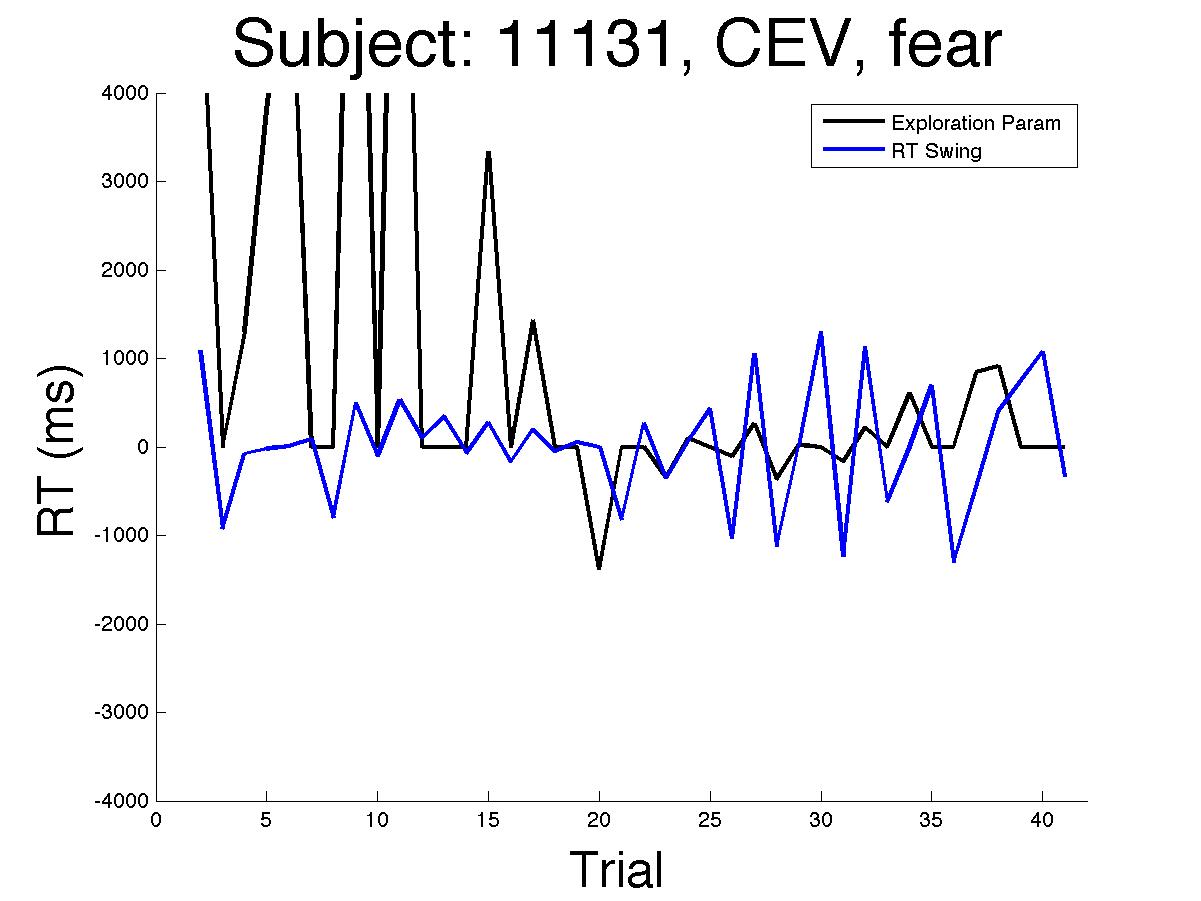 Subject: 11131, CEV, fear
4000
3000
2000
1000
0
-1000
-2000
-3000
-4000
RT (ms)
Exploration Param
RT Swing
0 5 10 15 20 25 30 35 40
Trial